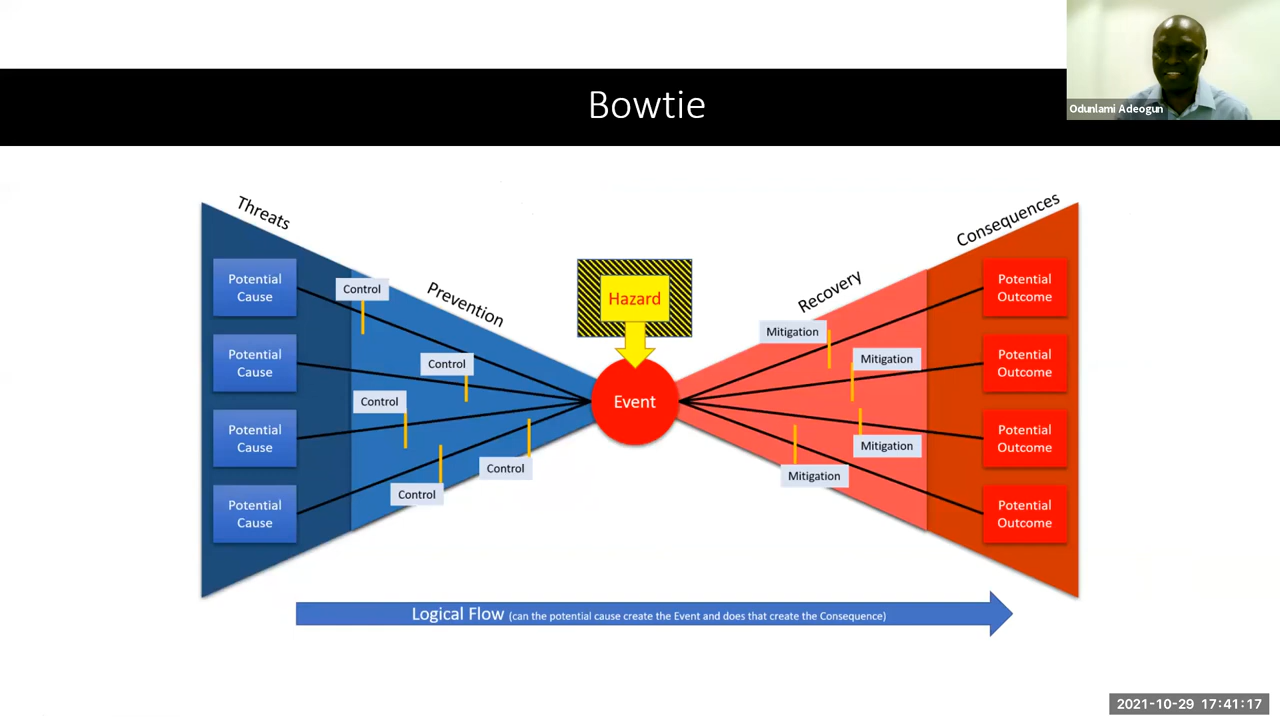 Bowtie
Odunlami Adeogun
Threats
Prevention
Hazard
Recovery
Consequences
Potential
Cause
Potential
Cause
Potential
Cause
Potential
Cause
Control
Control
Control
Control
Control
Event
Mitigation
Mitigation
Mitigation
Mitigation
Potential
Outcome
Potential
Outcome
Potential
Outcome
Potential
Outcome
Logical Flow (can the potential cause create the Event and does that create the Consequence)
2021-10-29 17:41:17